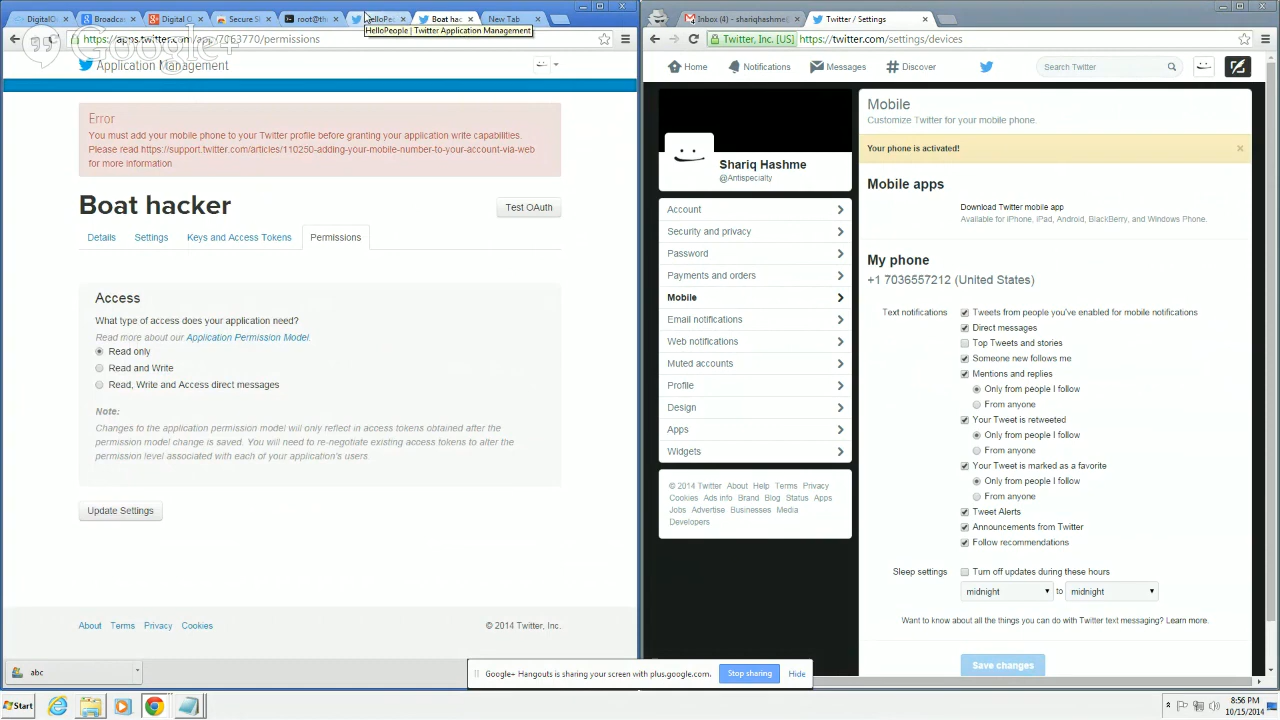 DigitalO
Broadcas
Digital O
Secure S
root@th
HelloPeo
Boat hac
New Tab
HelloPeople | Twitter Application Management
Google+
Application Management
Error
You must add your mobile phone to your Twitter profile before granting your application write capabilities.
Please read https://support.twitter.com/articles/110250-adding-your-mobile-number-to-your-account-via-web
for more information
Boat hacker
Test OAuth
Details
Settings
Keys and Access Tokens
Permissions
Access
What type of access does your application need?
Read more about our Application Permission Model.
Read only
Read and Write
Read, Write and Access direct messages
Note:
Changes to the application permission model will only reflect in access tokens obtained after the
permission model change is saved. You will need to re-negotiate existing access tokens to alter the
permission level associated with each of your application's users.
Update Settings
About Terms Privacy Cookies
© 2014 Twitter, Inc.
abc
Inbox (4) - shariqhashme
Twitter / Settings
Twitter, Inc. [US] https://twitter.com/settings/devices
Home
Notifications
Messages
Discover
Search Twitter
Shariq Hashme
@Antispecialty
Account
Security and privacy
Password
Payments and orders
Mobile
Email notifications
Web notifications
Muted accounts
Profile
Design
Apps
Widgets
© 2014 Twitter About Help Terms Privacy
Cookies Ads info Brand Blog Status Apps
Jobs Advertise Businesses Media
Developers
Mobile
Customize Twitter for your mobile phone
Your phone is activated!
Mobile apps
Download Twitter mobile app
Available for iPhone, iPad, Android, BlackBerry, and Windows Phone.
My phone
+1 7036557212 (United States)
Text notifications
Tweets from people you've enabled for mobile notifications
Direct messages
Top Tweets and stories
Someone new follows me
Mentions and replies
Only from people I follow
From anyone
Your Tweet is retweeted
Only from people I follow
From anyone
Your Tweet is marked as a favorite
Only from people I follow
From anyone
Tweet Alerts
Announcements from Twitter
Follow recommendations
Sleep settings
Turn off updates during these hours
midnight to midnight
Want to know about all the things you can do with Twitter text messaging? Learn more.
Save changes
Google+ Hangouts is sharing your screen with plus.google.com.
Stop sharing
Hide
Start
8:56 PM
10/15/2014